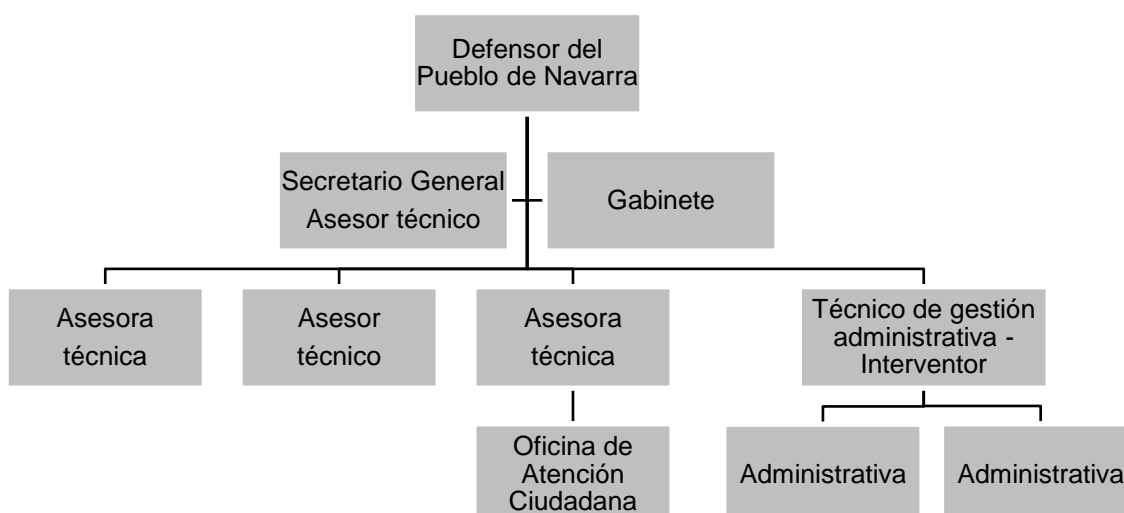 Defensor del
Pueblo de Navarra
Secretario General
Asesor técnico
Gabinete
Asesora
técnica
Asesor
técnico
Asesora
técnica
Técnico de gestión
administrativa -
Interventor
Oficina de
Atención
Ciudadana
Administrativa
Administrativa